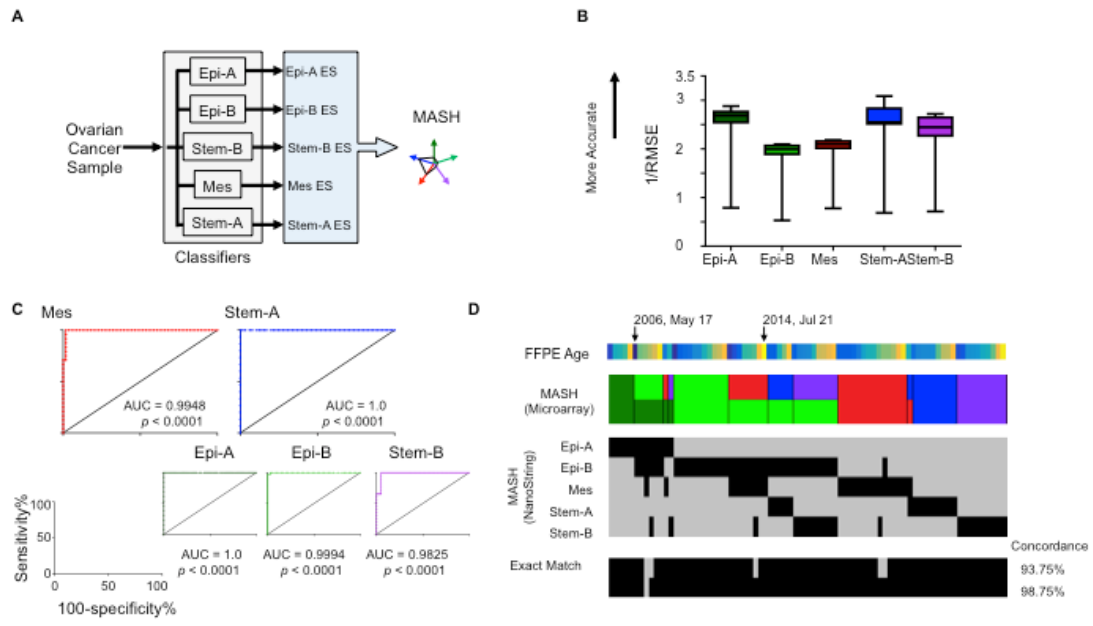 A
Ovarian
Cancer
Sample
Epi-A
Epi-B
Stem-B
Mes
Stem-A
Classifiers
Epi-A ES
Epi-B ES
Stem-B ES
Mes ES
Stem-A ES
MASH
B
More Accurate
1/RMSE
3.5
3
2
1
0
Epi-A
Epi-B
Mes
Stem-A
Stem-B
C
Mes
AUC = 0.9948
p < 0.0001
Stem-A
AUC = 1.0
p < 0.0001
Epi-A
AUC = 1.0
p < 0.0001
Epi-B
AUC = 0.9994
p < 0.0001
Stem-B
AUC = 0.9825
p < 0.0001
Sensitivity%
100
50
0
0
50
100
100-specificity%
D
2006, May 17
2014, Jul 21
FFPE Age
MASH
(Microarray)
MASH
(NanoString)
Epi-A
Epi-B
Mes
Stem-A
Stem-B
Concordance
Exact Match
93.75%
98.75%